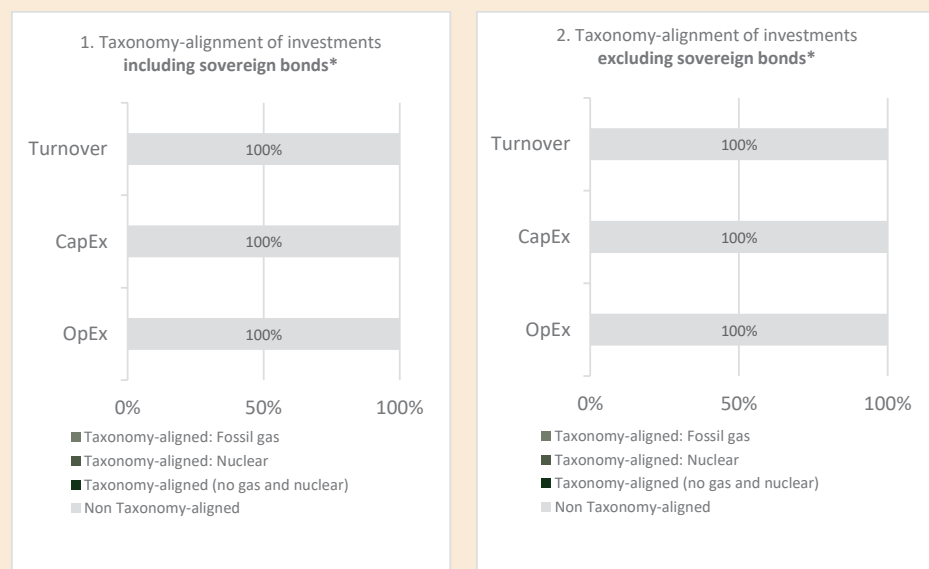 1. Taxonomy-alignment of investments
including sovereign bonds*
Turnover
100%
CapEx
100%
OpEx
100%
0%
50%
100%
Taxonomy-aligned: Fossil gas
Taxonomy-aligned: Nuclear
Taxonomy-aligned (no gas and nuclear)
Non Taxonomy-aligned
2. Taxonomy-alignment of investments
excluding sovereign bonds*
Turnover
100%
CapEx
100%
OpEx
100%
0%
50%
100%
Taxonomy-aligned: Fossil gas
Taxonomy-aligned: Nuclear
Taxonomy-aligned (no gas and nuclear)
Non Taxonomy-aligned